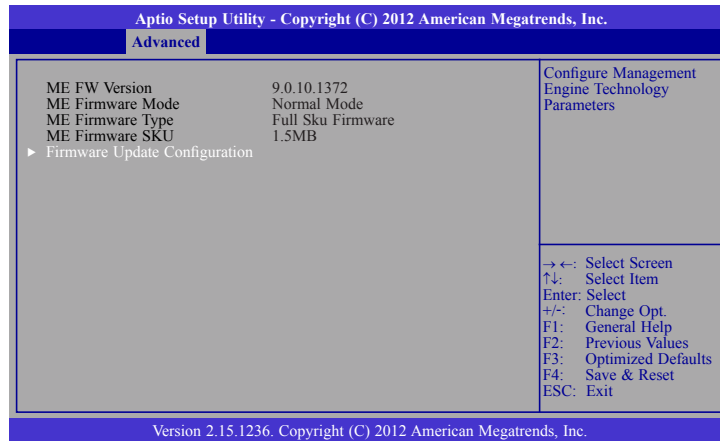 Aptio Setup Utility - Copyright (C) 2012 American Megatrends, Inc.
Advanced
ME FW Version 9.0.10.1372
ME Firmware Mode Normal Mode
ME Firmware Type Full Sku Firmware
ME Firmware SKU 1.5MB
► Firmware Update Configuration
Configure Management
Engine Technology
Parameters
→ ←: Select Screen
↑↓: Select Item
Enter: Select
+/-: Change Opt.
F1: General Help
F2: Previous Values
F3: Optimized Defaults
F4: Save & Reset
ESC: Exit
Version 2.15.1236. Copyright (C) 2012 American Megatrends, Inc.